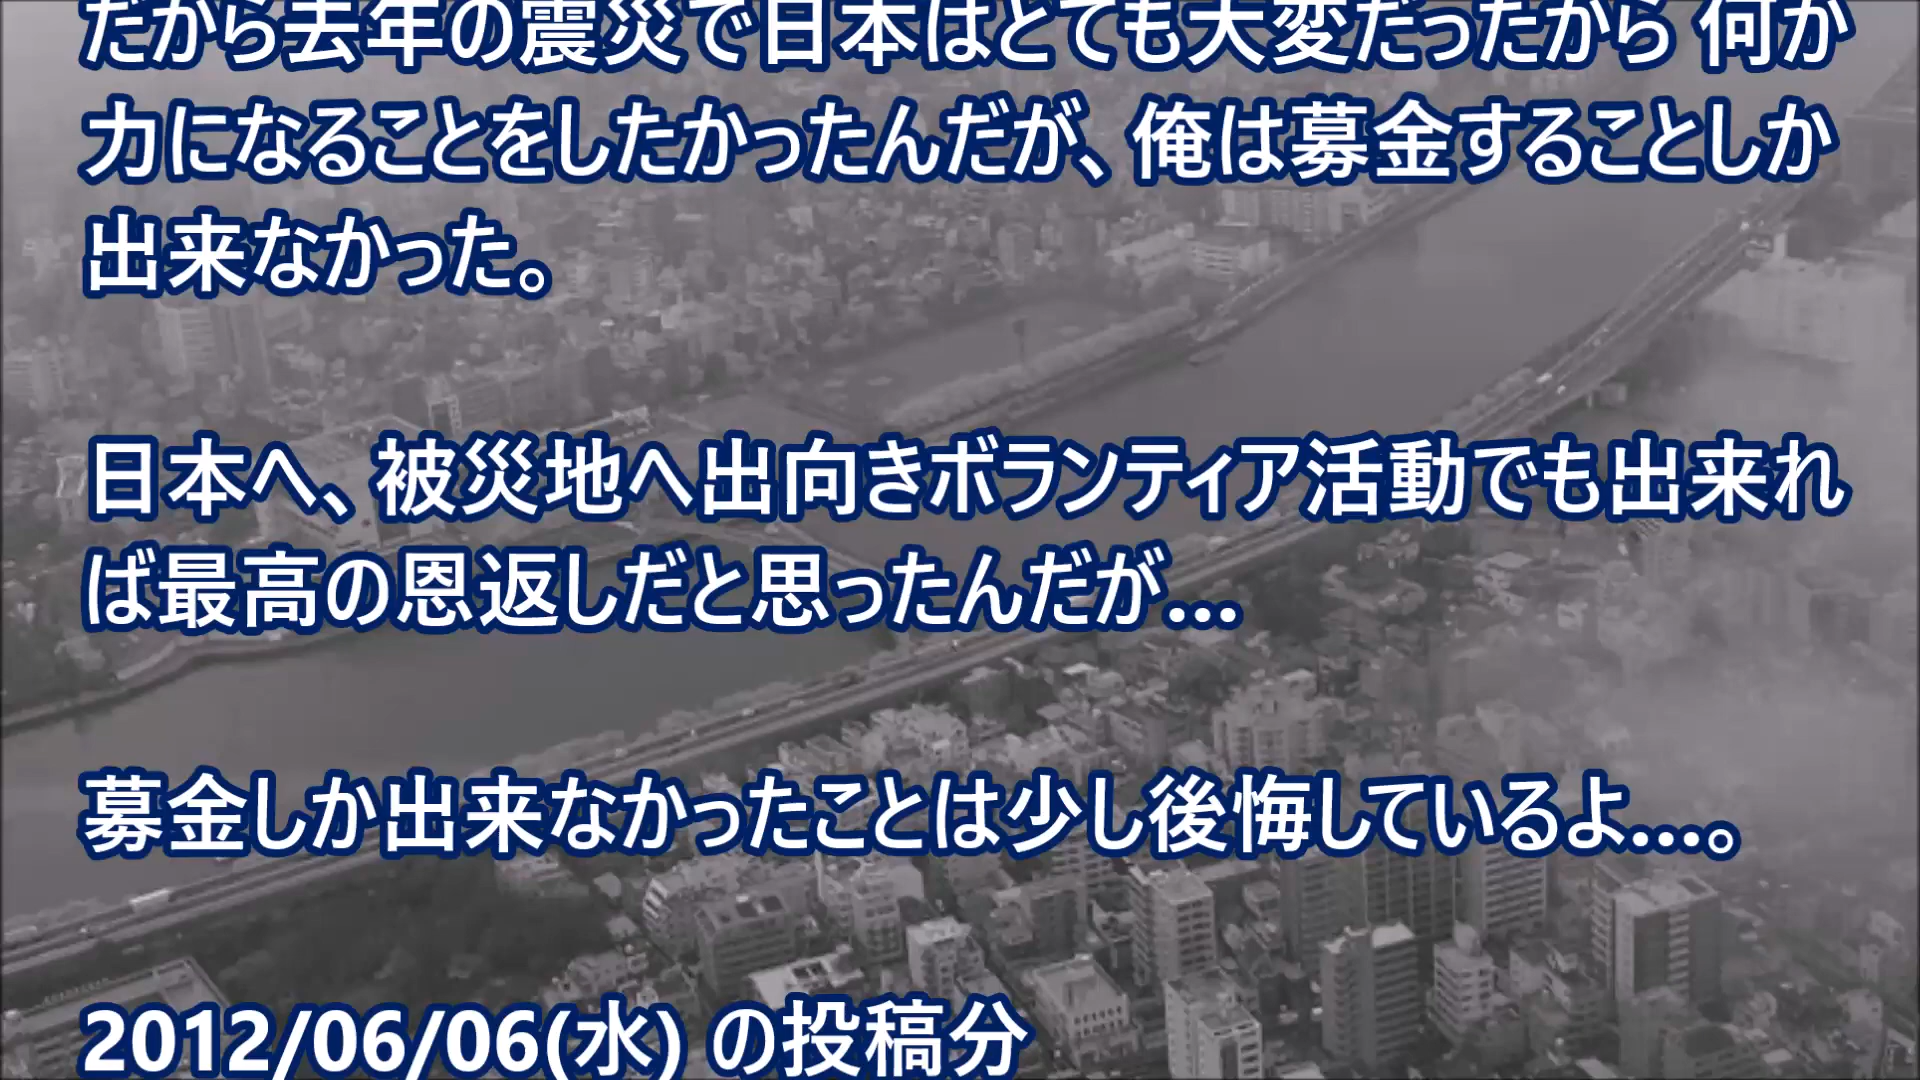 だから去年の震災で日本はとても大変だったから 何か
力になることをしたかったんだが、俺は募金することしか
出来なかった。
日本へ、被災地へ出向きボランティア活動でも出来れ
ば最高の恩返しだと思ったんだが…
募金しか出来なかったことは少し後悔しているよ…。
2012/06/06(水) の投稿分